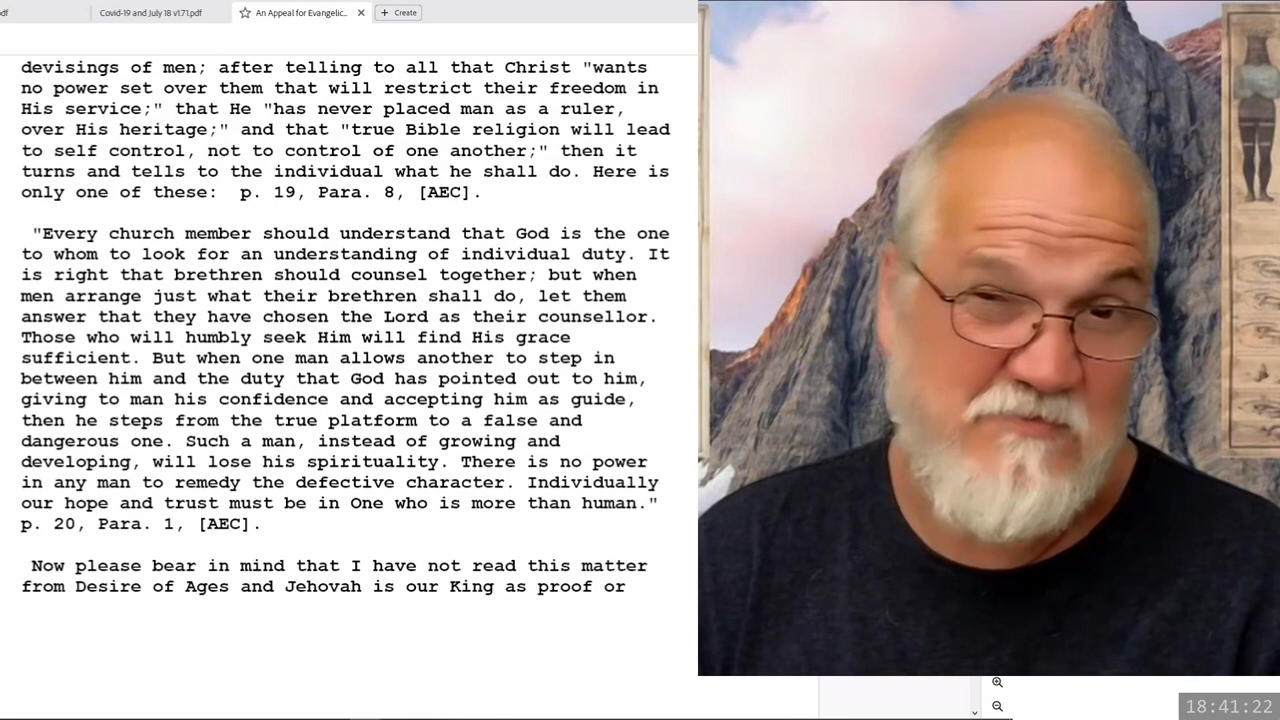 df
Covid-19 and July 18 v1.71.pdf
An Appeal for Evangelic...
Create
devisings of men; after telling to all that Christ "wants
no power set over them that will restrict their freedom in
His service;" that He "has never placed man as a ruler,
over His heritage;" and that "true Bible religion will lead
to self control, not to control of one another;" then it
turns and tells to the individual what he shall do. Here is
only one of these: p. 19, Para. 8, [AEC].
"Every church member should understand that God is the one
to whom to look for an understanding of individual duty. It
is right that brethren should counsel together; but when
men arrange just what their brethren shall do, let them
answer that they have chosen the Lord as their counsellor.
Those who will humbly seek Him will find His grace
sufficient. But when one man allows another to step in
between him and the duty that God has pointed out to him,
giving to man his confidence and accepting him as guide,
then he steps from the true platform to a false and
dangerous one. Such a man, instead of growing and
developing, will lose his spirituality. There is no power
in any man to remedy the defective character. Individually
our hope and trust must be in One who is more than human."
p. 20, Para. 1, [AEC].
Now please bear in mind that I have not read this matter
from Desire of Ages and Jehovah is our King as proof or
18:41:22